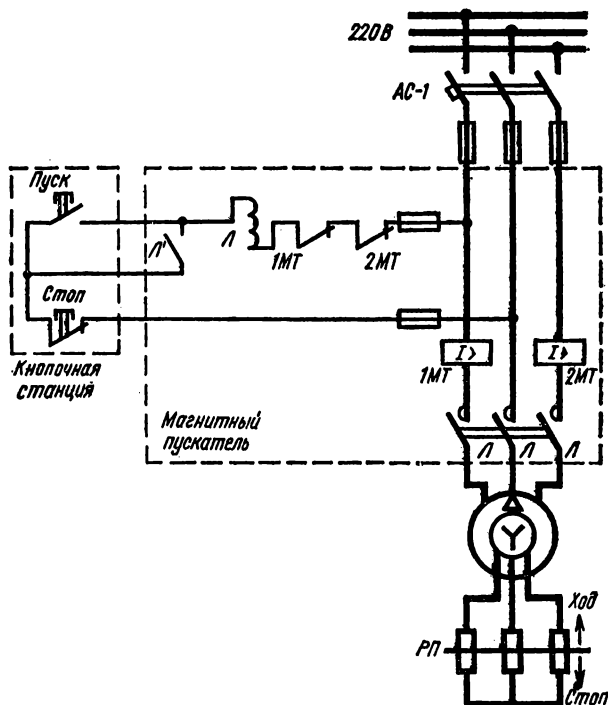 220В
АС-1
Пуск
Л'
Л
1МТ
2МТ
Стоп
Кнопочная
станция
I>
1МТ
I>
2МТ
Магнитный
пускатель
Л
Л
Л
РП
Ход
Стоп